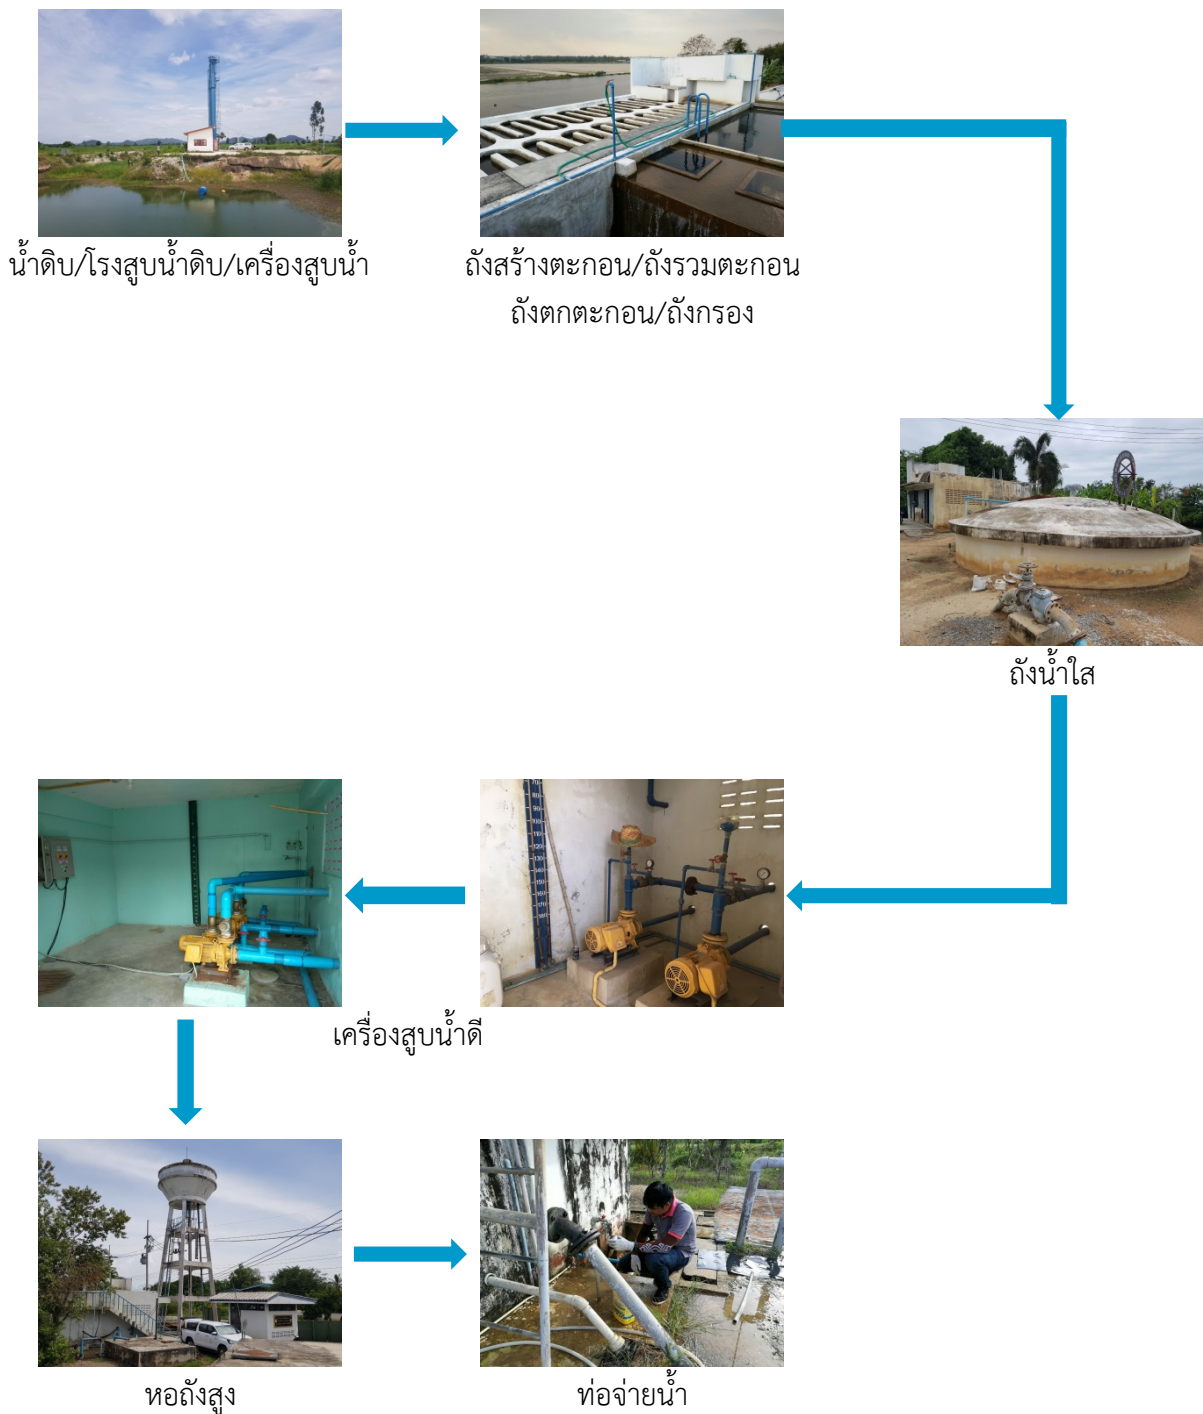 น้ำดิบ/โรงสูบน้ำดิบ/เครื่องสูบน้ำ
ถังสร้างตะกอน/ถังรวมตะกอน
ถังตกตะกอน/ถังกรอง
ถังน้ำใส
เครื่องสูบน้ำดี
หอถังสูง
ท่อจ่ายน้ำ